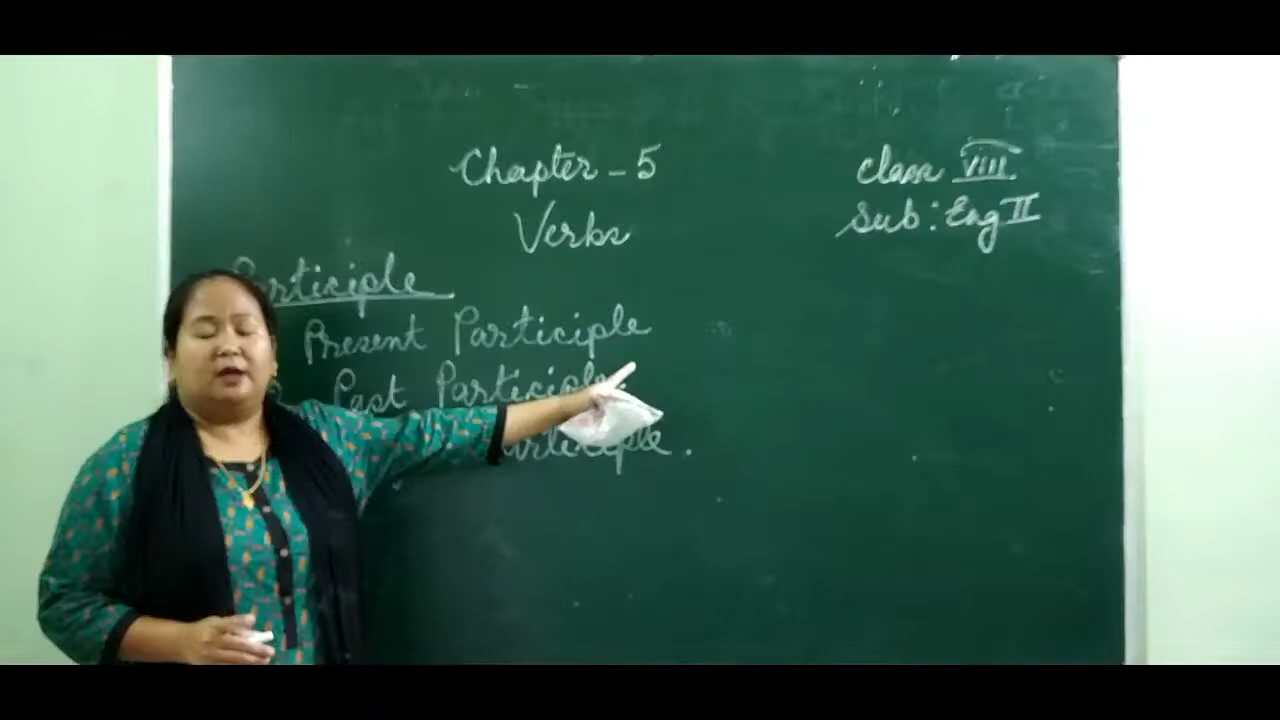 Chapter - 5
Class VIII
Verbs
Sub : Eng II
Participle
Present Participle
Past Participle.
Participle.